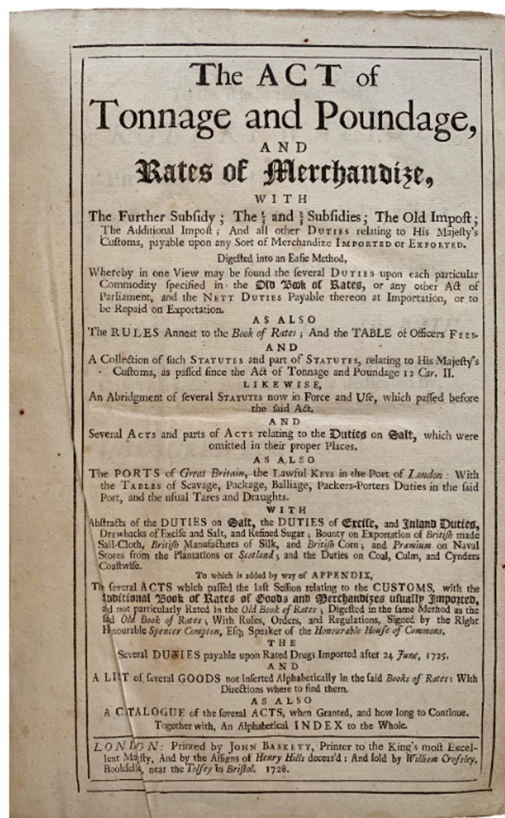 The ACT of
Tonnage and Poundage,
AND
Rates of Merchandize,
WITH
The Further Subsidy; The ⅓ and ⅔ Subsidies; The Old Impost;
The Additional Impost; And all other DUTIES relating to His Majesty's
Customs, payable upon any Sort of Merchandize IMPORTED or EXPORTED.
Digested into an Easie Method,
Whereby in one View may be found the several DUTIES upon each particular
Commodity specified in the Old Book of Rates, or any other Act of
Parliament, and the NETT DUTIES Payable thereon at Importation, or to
be Repaid on Exportation.
AS ALSO
The RULES Annext to the Book of Rates; And the TABLE of Officers FEES.
AND
A Collection of such STATUTES and part of STATUTES, relating to His Majesty's
Customs, as passed since the Act of Tonnage and Poundage 12 Car. II.
LIKEWISE,
An Abridgment of several STATUTES now in Force and Use, which passed before
the said Act.
AND
Several ACTS and parts of ACTS relating to the Duties on Salt, which were
omitted in their proper Places.
AS ALSO
The PORTS of Great Britain, the Lawful KEYS in the Port of London: With
the TABLES of Scavage, Package, Balliage, Packers-Porters Duties in the said
Port, and the usual Tares and Draughts.
WITH
Abstracts of the DUTIES on Salt, the DUTIES of Excise, and Inland Duties,
Drawbacks of Excise and Salt, and Refined Sugar; Bounty on Exportation of British made
Sail-Cloth, British Manufactures of Silk, and British Corn; and Præmium on Naval
Stores from the Plantations or Scotland; and the Duties on Coal, Culm, and Cynders
Coastwise.
To which is added by way of APPENDIX,
The several ACTS which passed the last Session relating to the CUSTOMS, with the
Additional Book of Rates of Goods and Merchandizes usually Imported,
and not particularly Rated in the Old Book of Rates; Digested in the same Method as the
said Old Book of Rates; With Rules, Orders, and Regulations, Signed by the Right
Honourable Spencer Compton, Esq; Speaker of the Honourable House of Commons.
THE
Several DUTIES payable upon Rated Drugs Imported after 24 June, 1725.
AND
A LIST of several GOODS not inserted Alphabetically in the said Books of Rates: With
Directions where to find them.
AS ALSO
A CATALOGUE of the several ACTS, when Granted, and how long to Continue.
Together with, An Alphabetical INDEX to the Whole.
LONDON: Printed by JOHN BASKETT, Printer to the King's most Excel-
lent Majesty, And by the Assigns of Henry Hills deceas'd: And sold by William Crosseley,
Bookseller, near the Tolsey in Bristol. 1728.